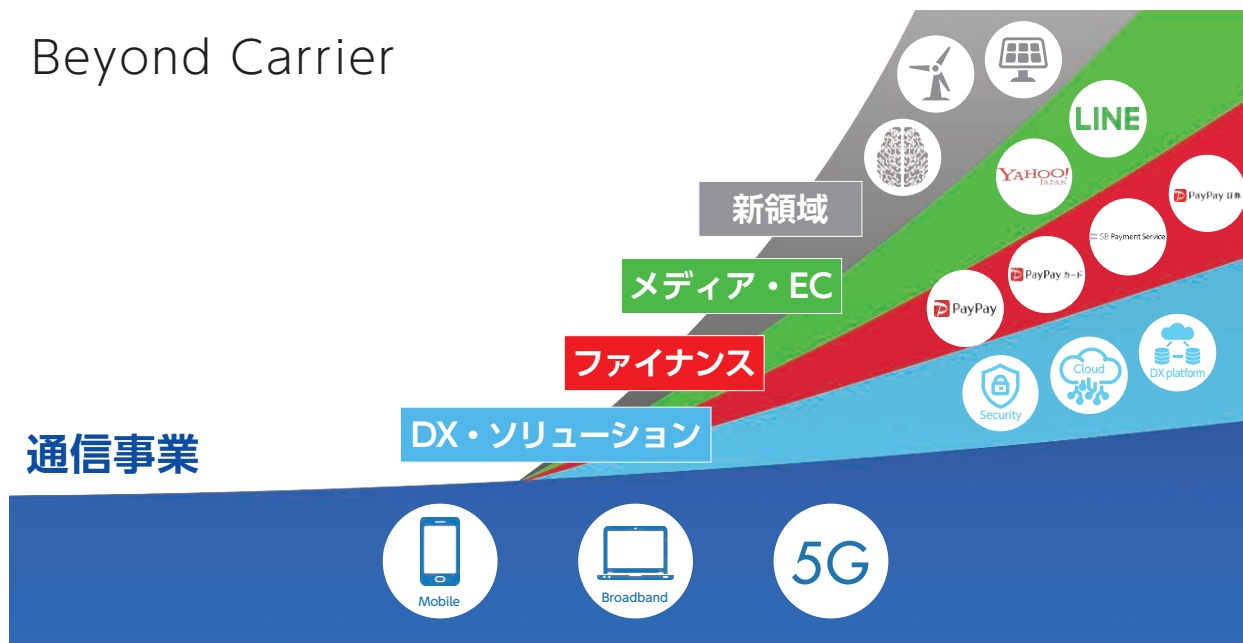 Beyond Carrier
新領域
メディア・EC
ファイナンス
DX・ソリューション
通信事業
LINE
YAHOO!
JAPAN
PayPay 証券
SB Payment Service
PayPay カード
PayPay
Security
Cloud
DX platform
Mobile
Broadband
5G